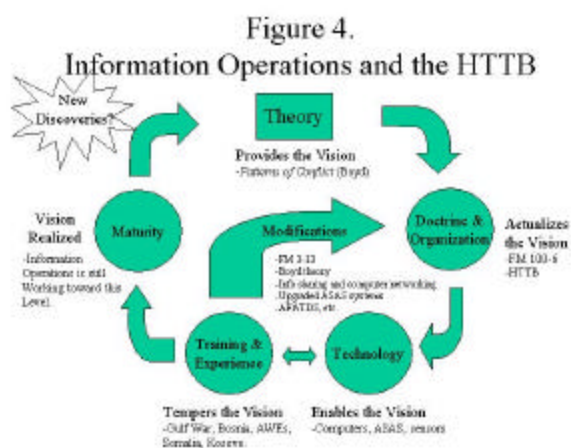 Figure 4.
Information Operations and the HTTB
New
Discoveries?
Theory
Provides the Vision
-Patterns of Conflict (Boyd)
Vision
Realized
-Information
Operations is still
Working toward this
Level.
Maturity
Modifications
-FM 3-13
-Boyd theory
-Info sharing and computer networking
-Upgraded ASAS systems
-AFATDS, etc.
Doctrine &
Organization
Actualizes
the Vision
-FM 100-6
-HTTB
Training &
Experience
Technology
Tempers the Vision
-Gulf War, Bosnia, AWEs,
Somalia, Kosovo.
Enables the Vision
-Computers, ASAS, sensors